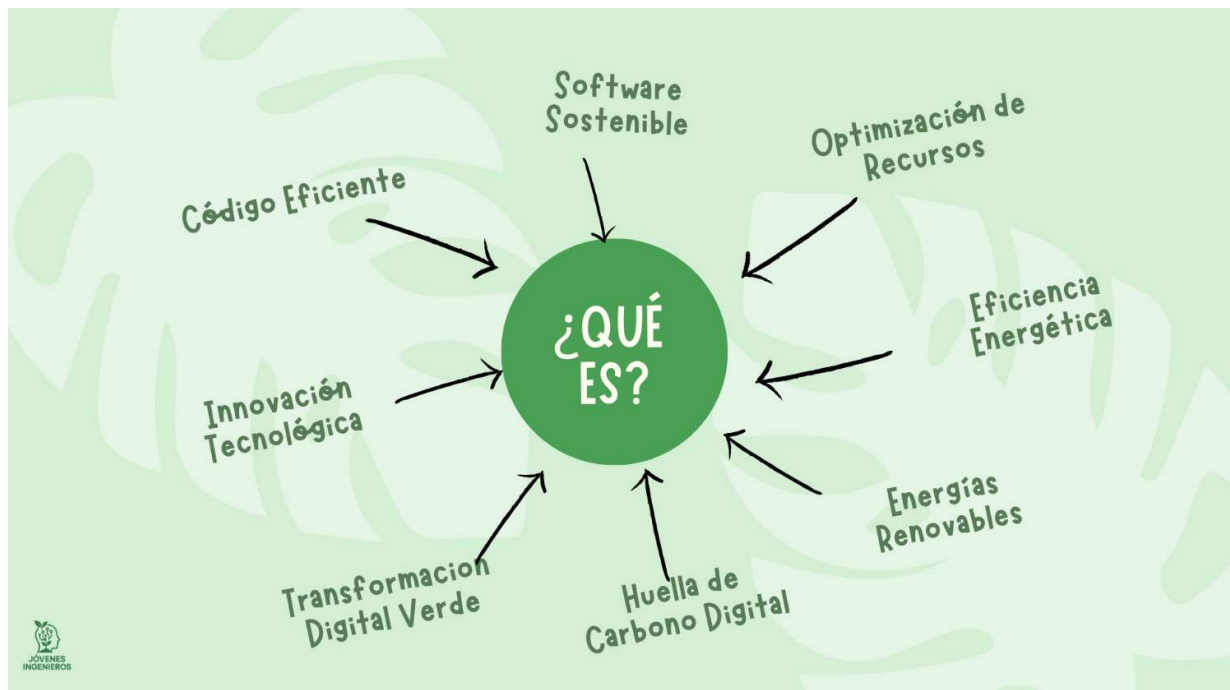 Software
Sostenible
Optimización de
Recursos
Código Eficiente
¿QUÉ
ES?
Eficiencia
Energética
Innovación
Tecnológica
Energías
Renovables
Transformacion
Digital Verde
Huella de
Carbono Digital
JÓVENES
INGENIEROS